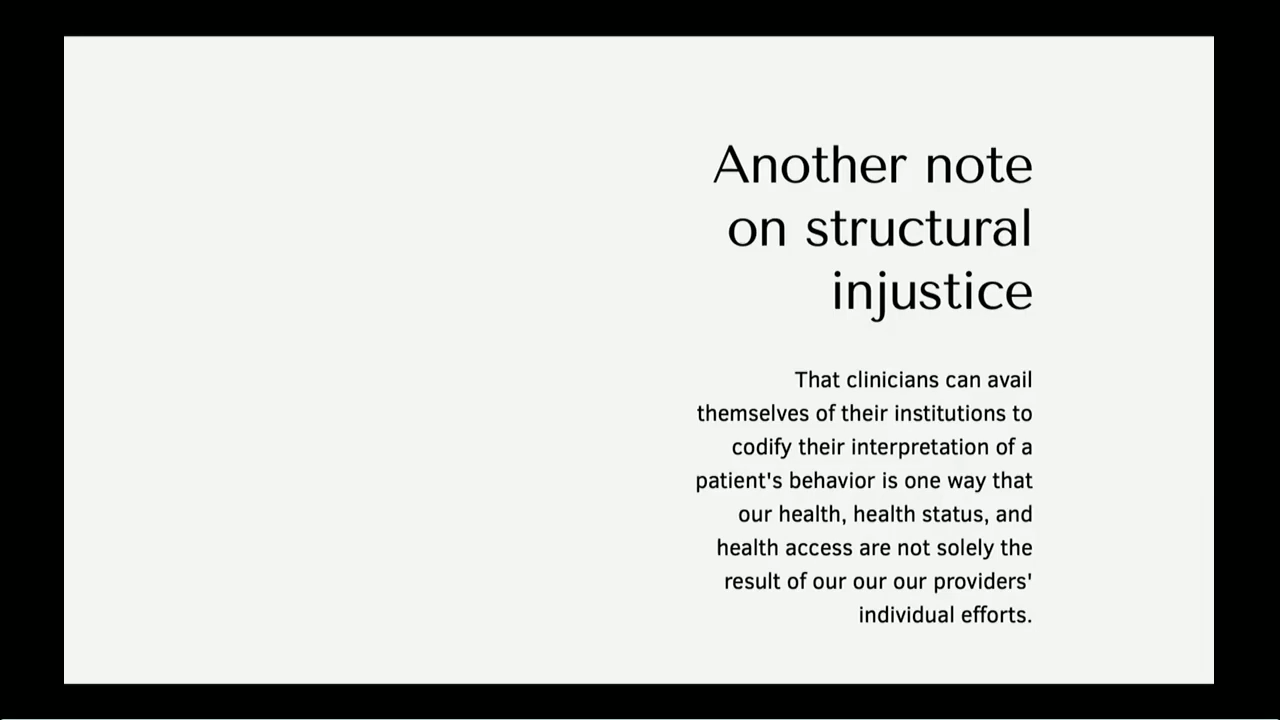 Another note
on structural
injustice
That clinicians can avail
themselves of their institutions to
codify their interpretation of a
patient's behavior is one way that
our health, health status, and
health access are not solely the
result of our our our providers'
individual efforts.